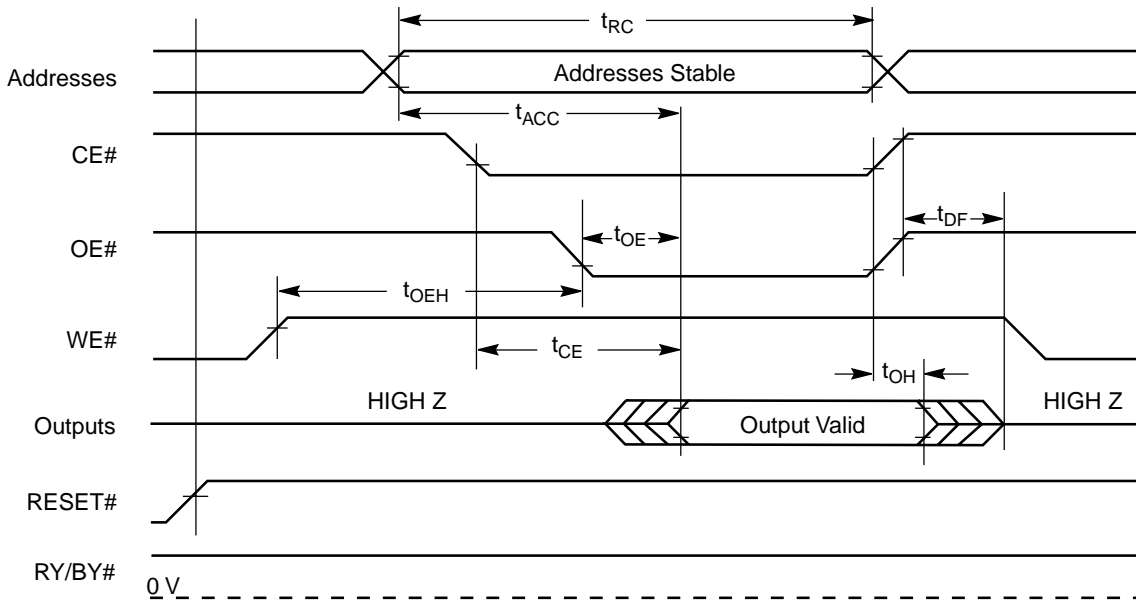 tRC
Addresses
Addresses Stable
tACC
CE#
tDF
OE#
tOE
tOEH
WE#
tCE
tOH
HIGH Z
HIGH Z
Outputs
Output Valid
RESET#
RY/BY#
0 V